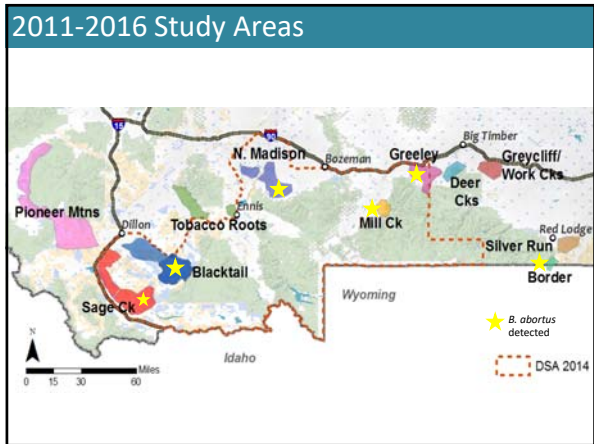 2011-2016 Study Areas
15
90
Big Timber
N. Madison
Bozeman
Greeley
Greycliff/
Work Cks
Deer
Cks
Pioneer Mtns
Ennis
Tobacco Roots
Mill Ck
Dillon
Red Lodge
Silver Run
Blacktail
Border
Sage Ck
Wyoming
B. abortus
detected
N
Idaho
DSA 2014
Miles
0 15 30 60